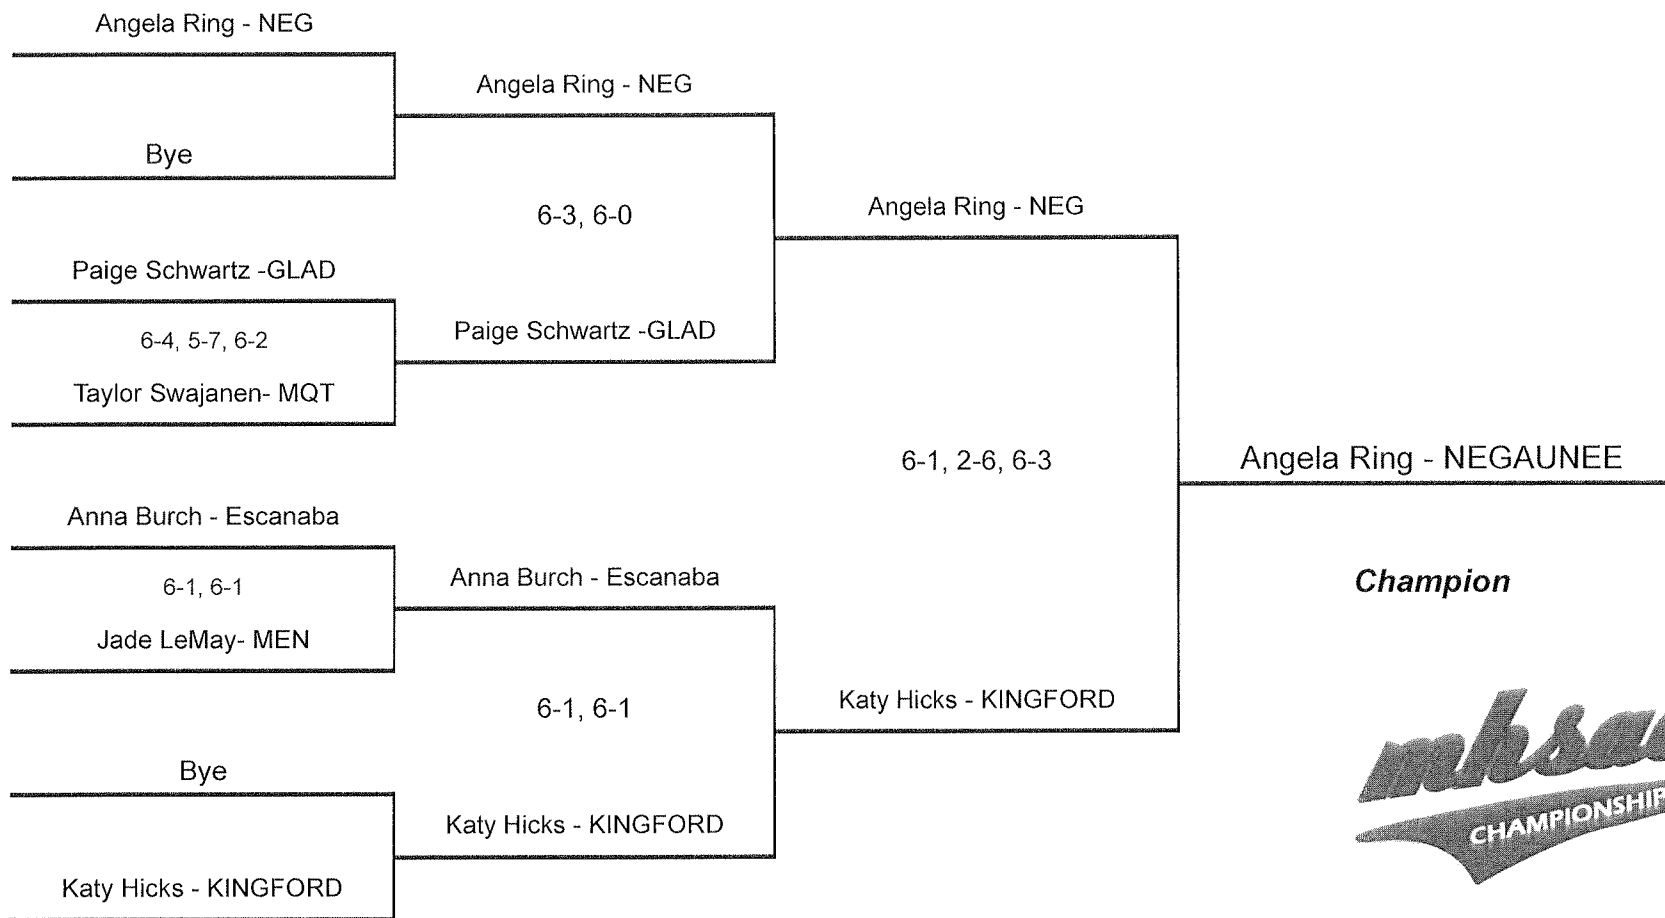 Angela Ring - NEG
Bye
Paige Schwartz -GLAD
6-4, 5-7, 6-2
Taylor Swajanen- MQT
Anna Burch - Escanaba
6-1, 6-1
Jade LeMay- MEN
Bye
Katy Hicks - KINGFORD
Angela Ring - NEG
6-3, 6-0
Paige Schwartz -GLAD
Anna Burch - Escanaba
6-1, 6-1
Katy Hicks - KINGFORD
Angela Ring - NEG
6-1, 2-6, 6-3
Katy Hicks - KINGFORD
Angela Ring - NEGAUNEE
Champion
CHAMPIONSHIP